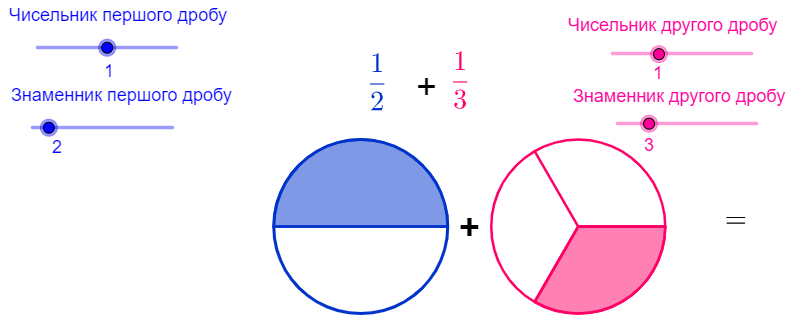 Чисельник першого дробу
1
Знаменник першого дробу
2
1/2 + 1/3
Чисельник другого дробу
1
Знаменник другого дробу
3
+ =